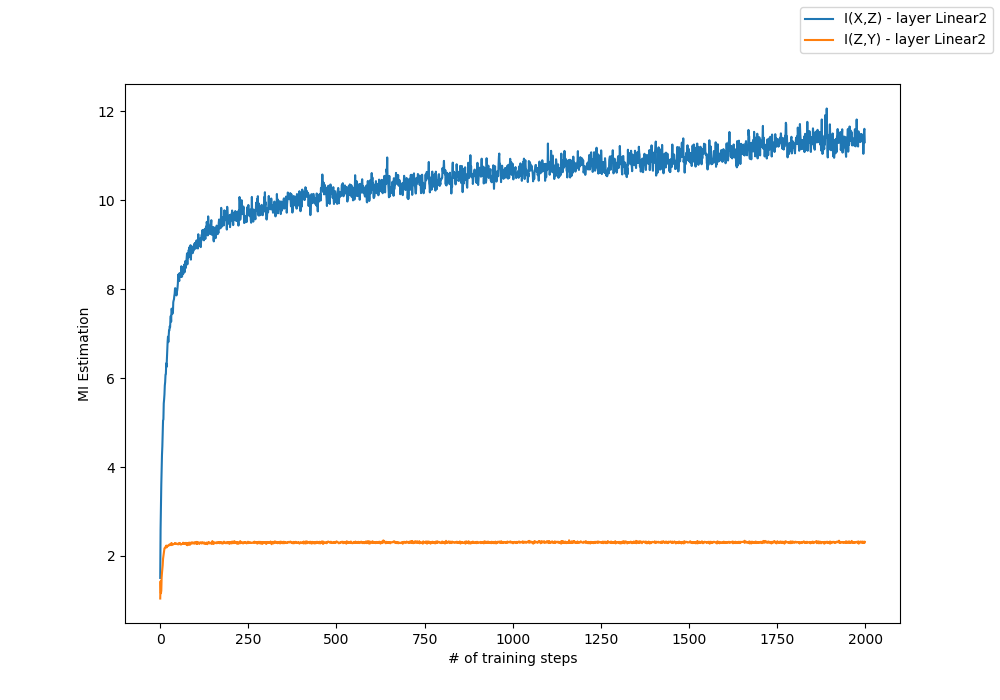 I(X,Z) - layer Linear2
I(Z,Y) - layer Linear2
12
10
8
6
4
2
MI Estimation
0 250 500 750 1000 1250 1500 1750 2000
# of training steps